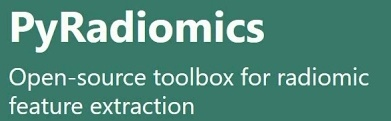 PyRadiomics
Open-source toolbox for radiomic
feature extraction